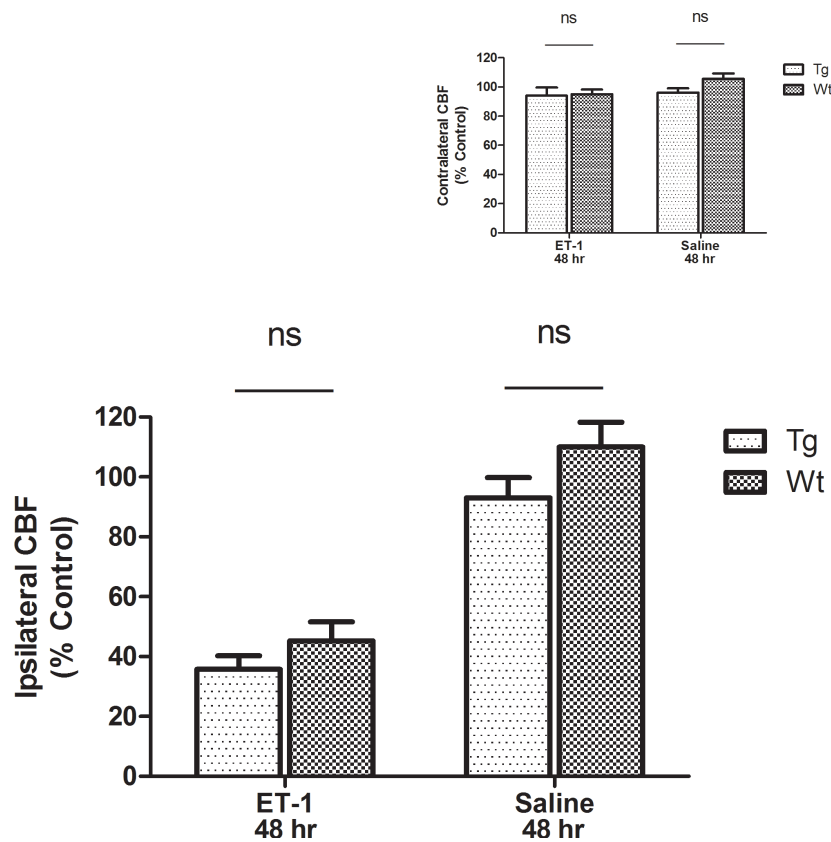 ns
ns
120
100
80
60
40
20
0
Contralateral CBF
(% Control)
ET-1
48 hr
Saline
48 hr
Tg
Wt
ns
ns
120
100
80
60
40
20
0
Ipsilateral CBF
(% Control)
ET-1
48 hr
Saline
48 hr
Tg
Wt